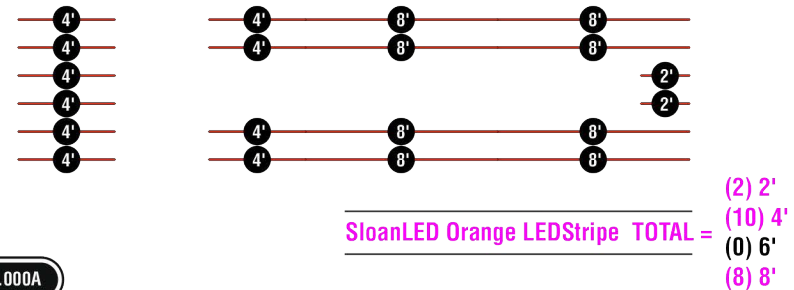 4' 4' 8' 8'
4' 4' 8' 8'
4' 2'
4' 2'
4' 4' 8' 8'
4' 4' 8' 8'
(2) 2'
(10) 4'
SloanLED Orange LEDStripe TOTAL =
(0) 6'
(8) 8'
.000A